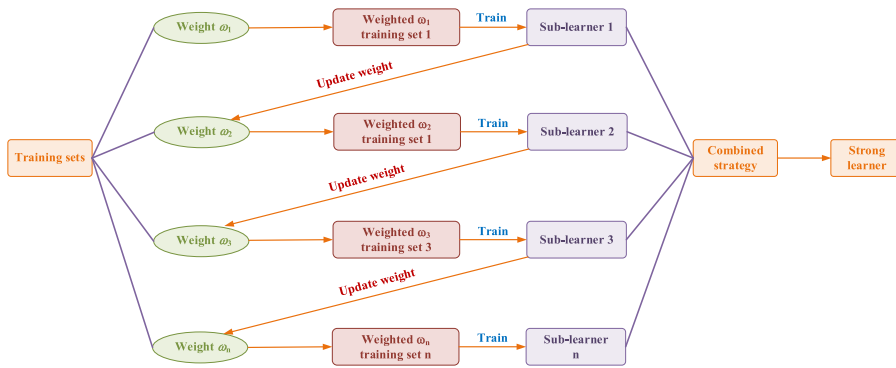 Weight ω₁
Weighted ω₁
training set 1
Train
Sub-learner 1
Update weight
Weight ω₂
Weighted ω₂
training set 1
Train
Sub-learner 2
Training sets
Combined
strategy
Strong
learner
Update weight
Weight ω₃
Weighted ω₃
training set 3
Train
Sub-learner 3
Update weight
Weight ωₙ
Weighted ωₙ
training set n
Train
Sub-learner
n